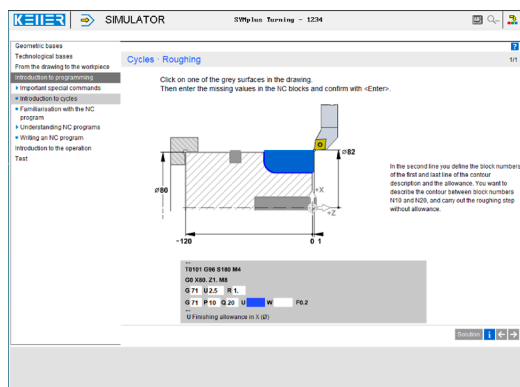 KELLER SIMULATOR SYMplus Turning - 1234
Geometric bases
Technological bases
From the drawing to the workpiece
Introduction to programming
Important special commands
Introduction to cycles
Familiarisation with the NC
program
Understanding NC programs
Writing an NC program
Introduction to the operation
Test
?
Cycles · Roughing 1/1
Click on one of the grey surfaces in the drawing.
Then enter the missing values in the NC blocks and confirm with <Enter>.
⌀82
⌀80
+X
+Z
-120 0 1
In the second line you define the block numbers
of the first and last line of the contour
description and the allowance. You want to
describe the contour between block numbers
N10 and N20, and carry out the roughing step
without allowance.
...
T0101 G96 S180 M4
G0 X80. Z1. M8
G 71 U 2.5 R 1.
G 71 P 10 Q 20 U W F0.2
...
U Finishing allowance in X (Ø)
Solution i